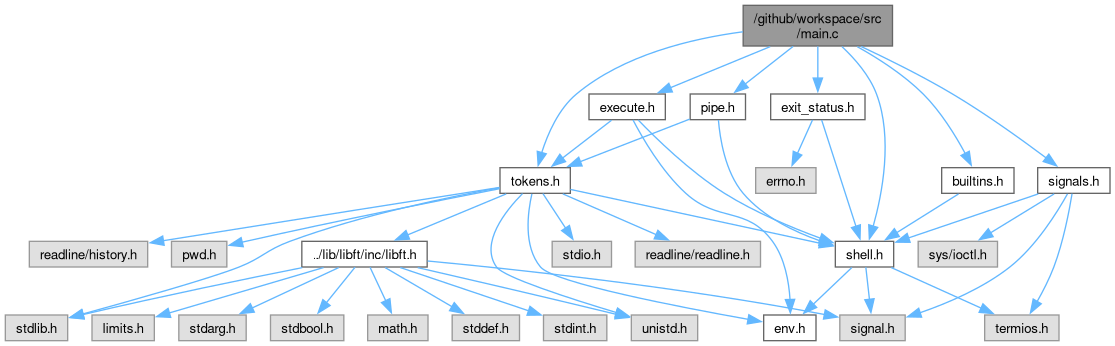 /github/workspace/src
/main.c
execute.h
pipe.h
exit_status.h
tokens.h
errno.h
builtins.h
signals.h
readline/history.h
pwd.h
../lib/libft/inc/libft.h
stdio.h
readline/readline.h
shell.h
sys/ioctl.h
stdlib.h
limits.h
stdarg.h
stdbool.h
math.h
stddef.h
stdint.h
unistd.h
env.h
signal.h
termios.h